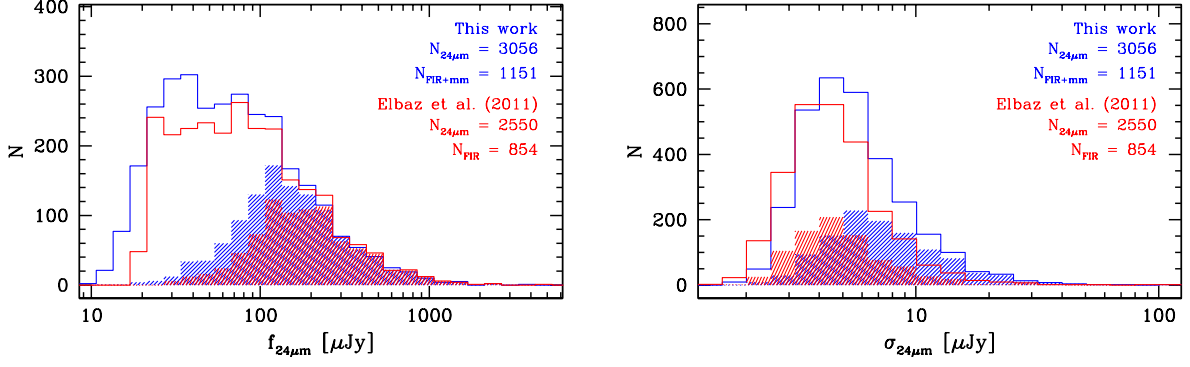 This work
N24μm = 3056
NFIR+mm = 1151
Elbaz et al. (2011)
N24μm = 2550
NFIR = 854
N
400
300
200
100
0
10
100
1000
f24μm [μJy]
This work
N24μm = 3056
NFIR+mm = 1151
Elbaz et al. (2011)
N24μm = 2550
NFIR = 854
N
800
600
400
200
0
10
100
σ24μm [μJy]